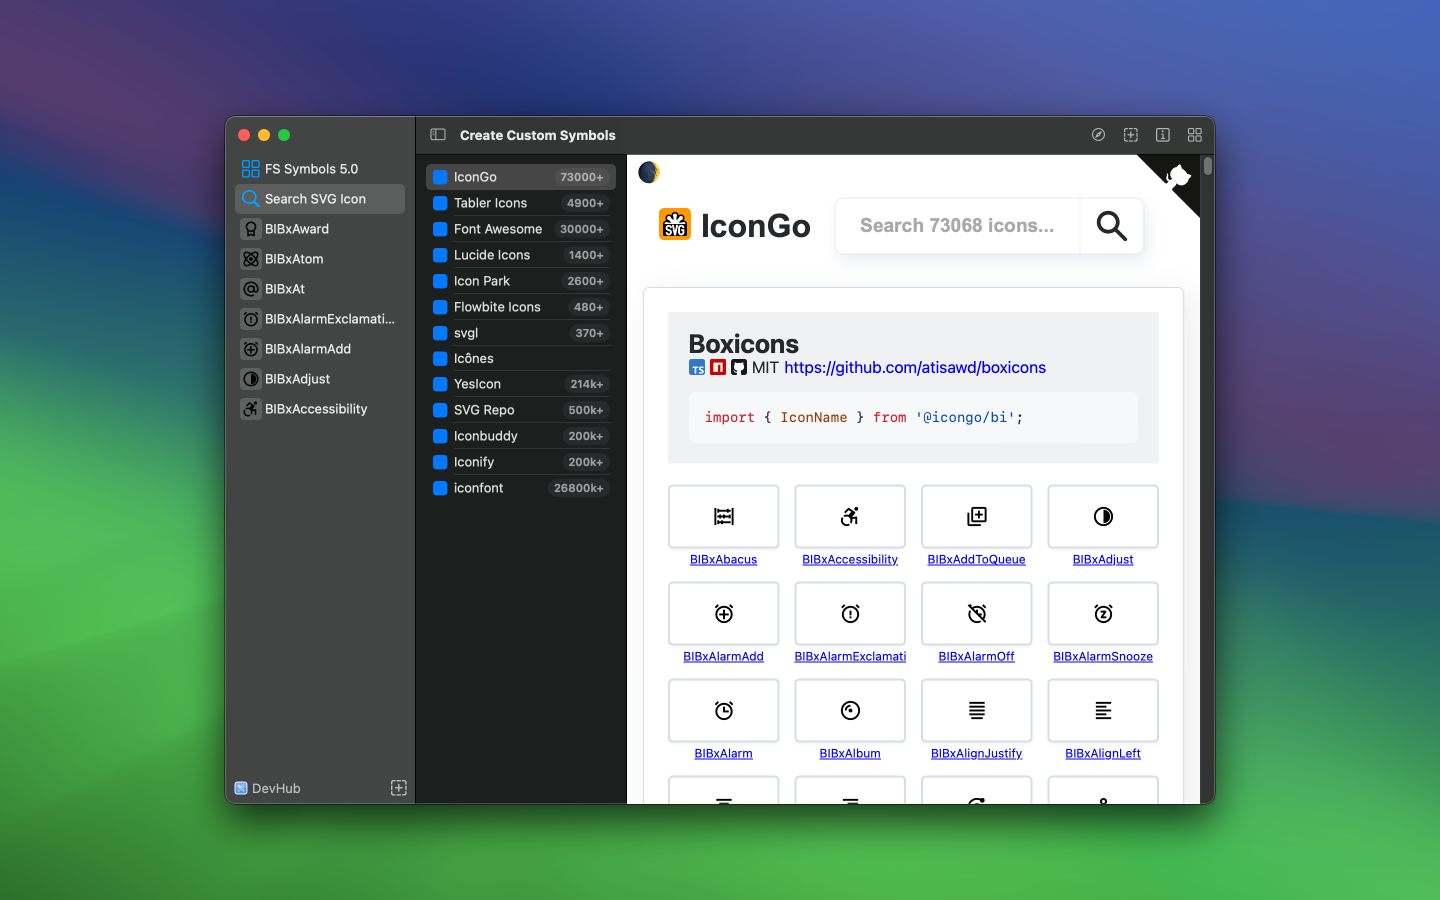 Create Custom Symbols
FS Symbols 5.0
Search SVG Icon
BIBxAward
BIBxAtom
BIBxAt
BIBxAlarmExclamati...
BIBxAlarmAdd
BIBxAdjust
BIBxAccessibility
DevHub
IconGo 73000+
Tabler Icons 4900+
Font Awesome 30000+
Lucide Icons 1400+
Icon Park 2600+
Flowbite Icons 480+
svgl 370+
Icônes
YesIcon 214k+
SVG Repo 500k+
Iconbuddy 200k+
Iconify 200k+
iconfont 26800k+
SVG IconGo
Search 73068 icons...
Boxicons
TS MIT https://github.com/atisawd/boxicons
import { IconName } from '@icongo/bi';
BIBxAbacus BIBxAccessibility BIBxAddToQueue BIBxAdjust
BIBxAlarmAdd BIBxAlarmExclamati BIBxAlarmOff BIBxAlarmSnooze
BIBxAlarm BIBxAlbum BIBxAlignJustify BIBxAlignLeft